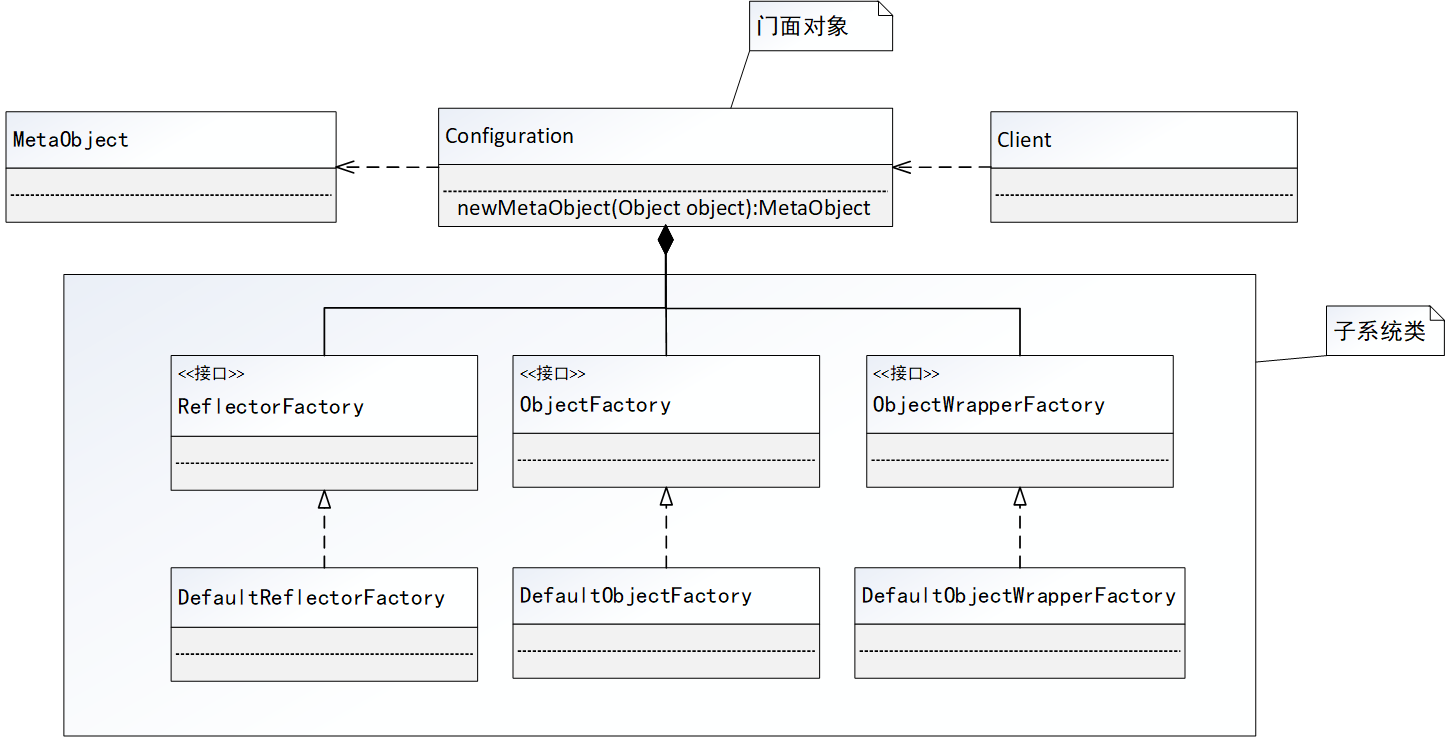 门面对象
MetaObject
Configuration
newMetaObject(Object object):MetaObject
Client
子系统类
<<接口>>
ReflectorFactory
<<接口>>
ObjectFactory
<<接口>>
ObjectWrapperFactory
DefaultReflectorFactory
DefaultObjectFactory
DefaultObjectWrapperFactory